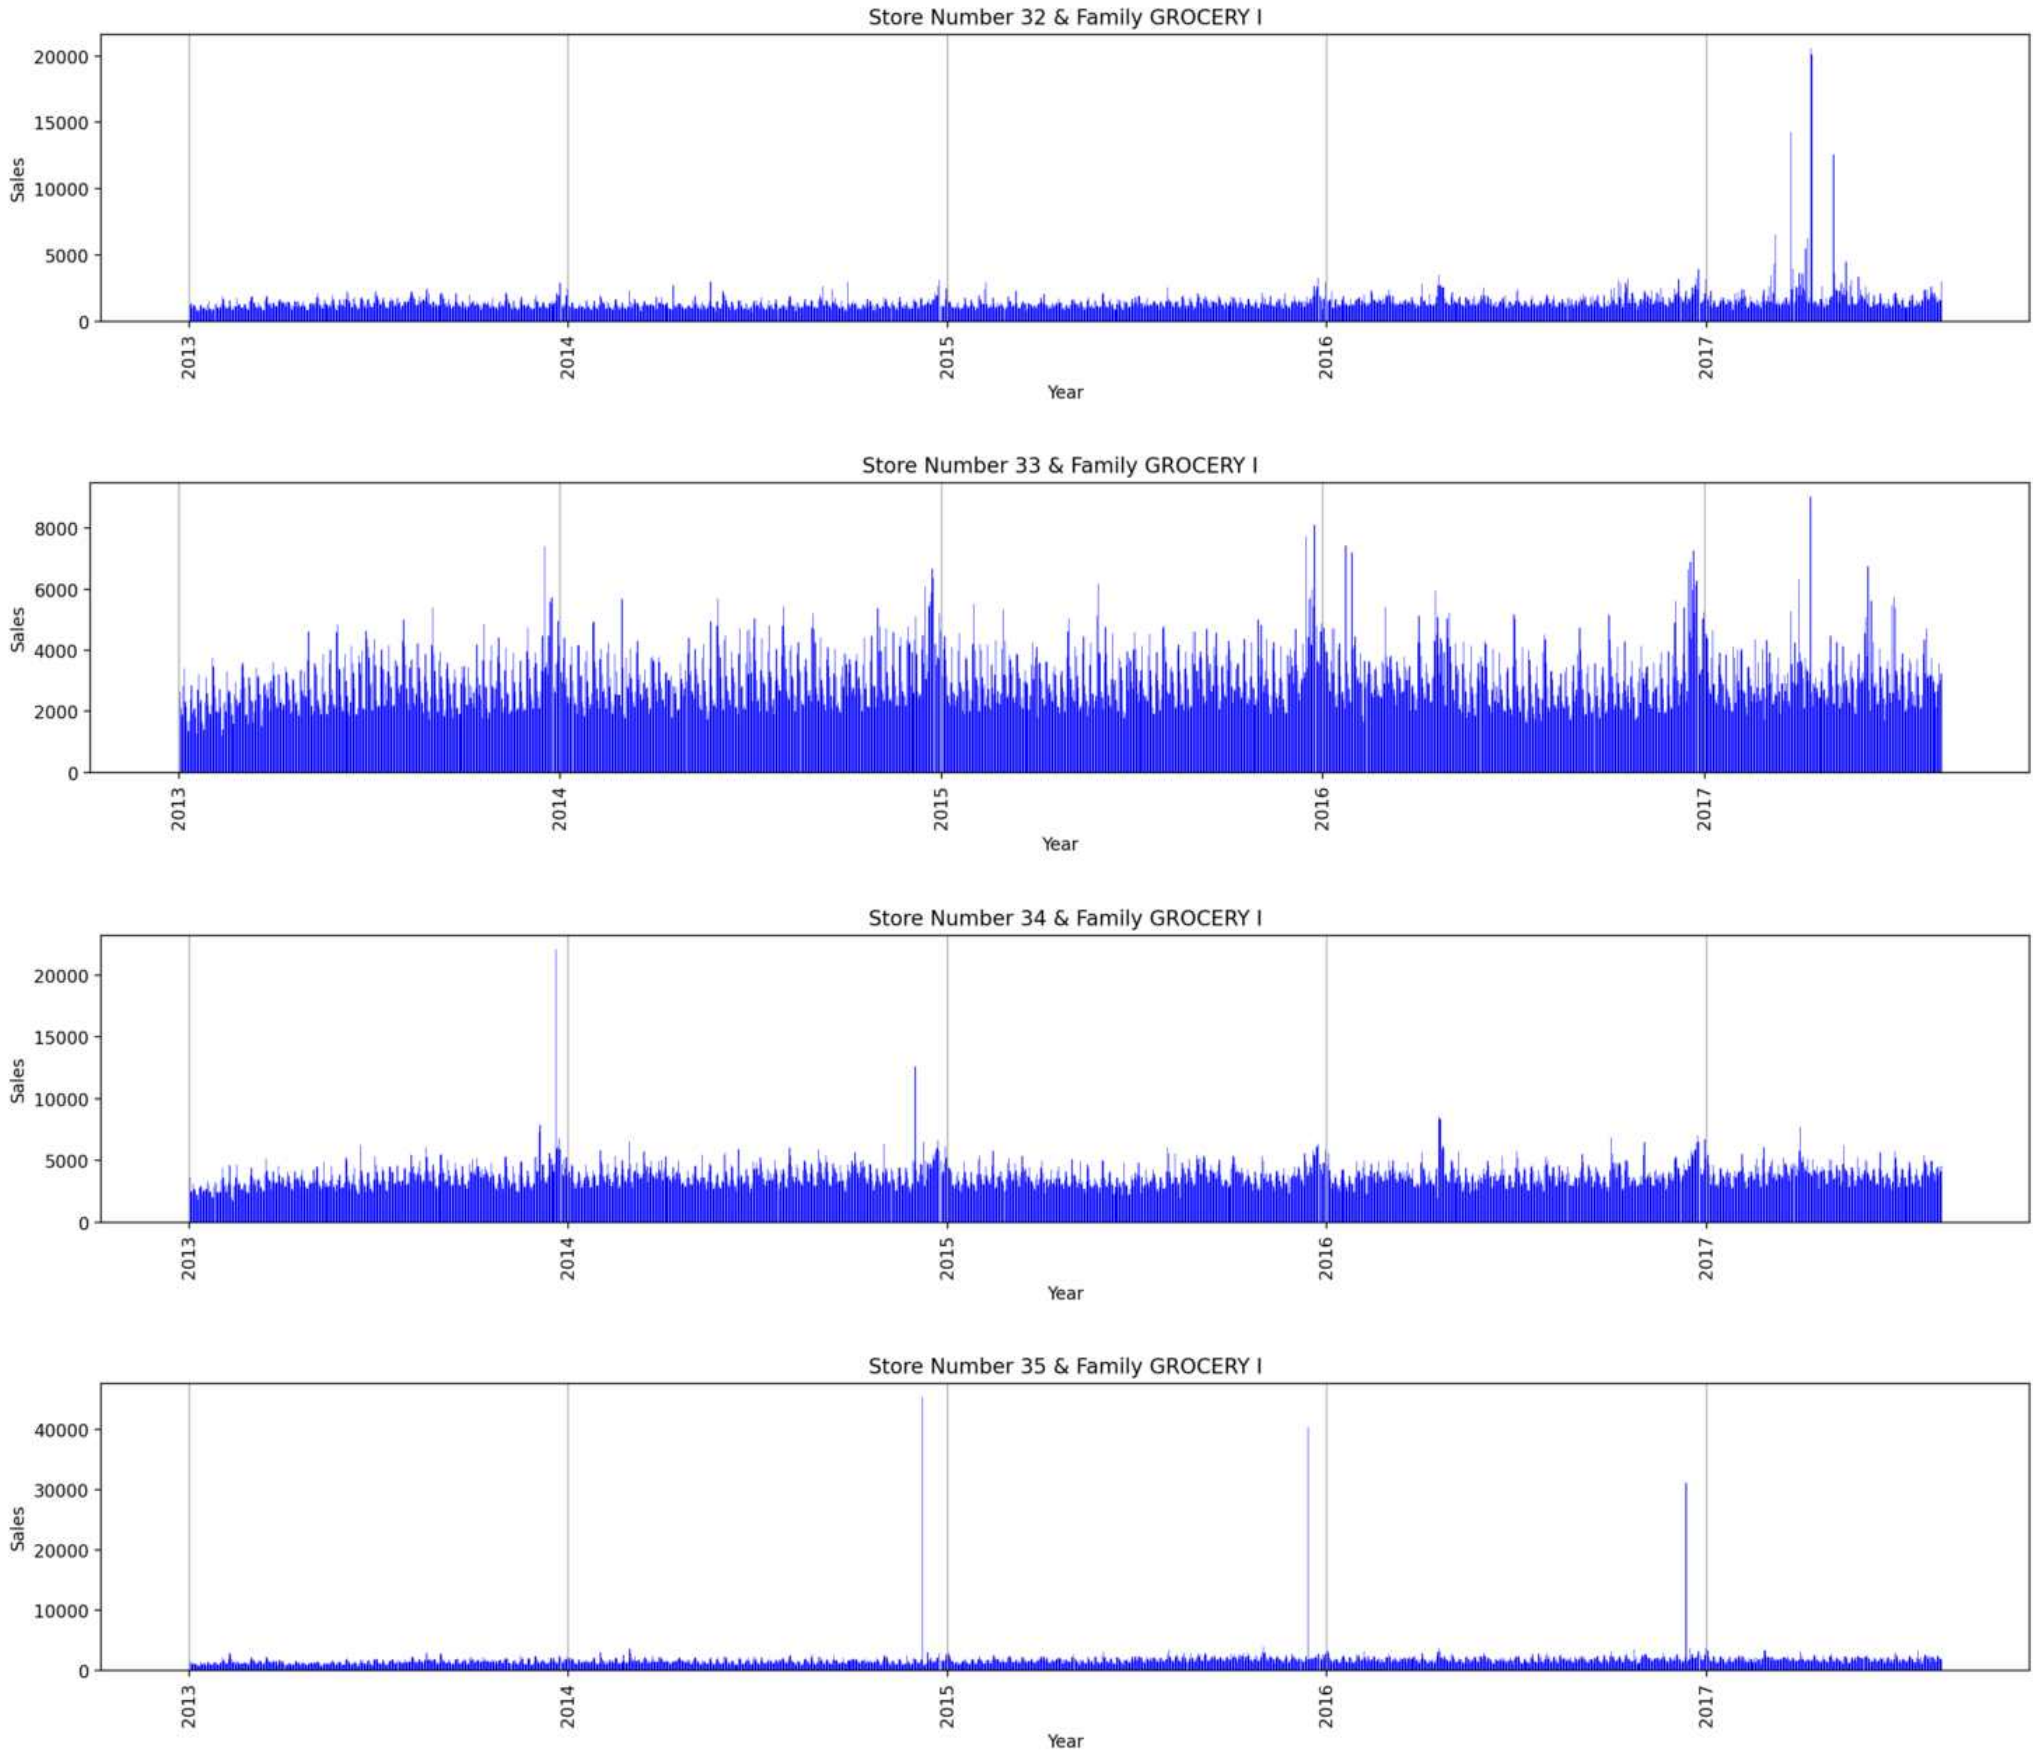 Store Number 32 & Family GROCERY I
20000
15000
10000
5000
0
Sales
2013 2014 2015 2016 2017
Year
Store Number 33 & Family GROCERY I
8000
6000
4000
2000
0
Sales
2013 2014 2015 2016 2017
Year
Store Number 34 & Family GROCERY I
20000
15000
10000
5000
0
Sales
2013 2014 2015 2016 2017
Year
Store Number 35 & Family GROCERY I
40000
30000
20000
10000
0
Sales
2013 2014 2015 2016 2017
Year